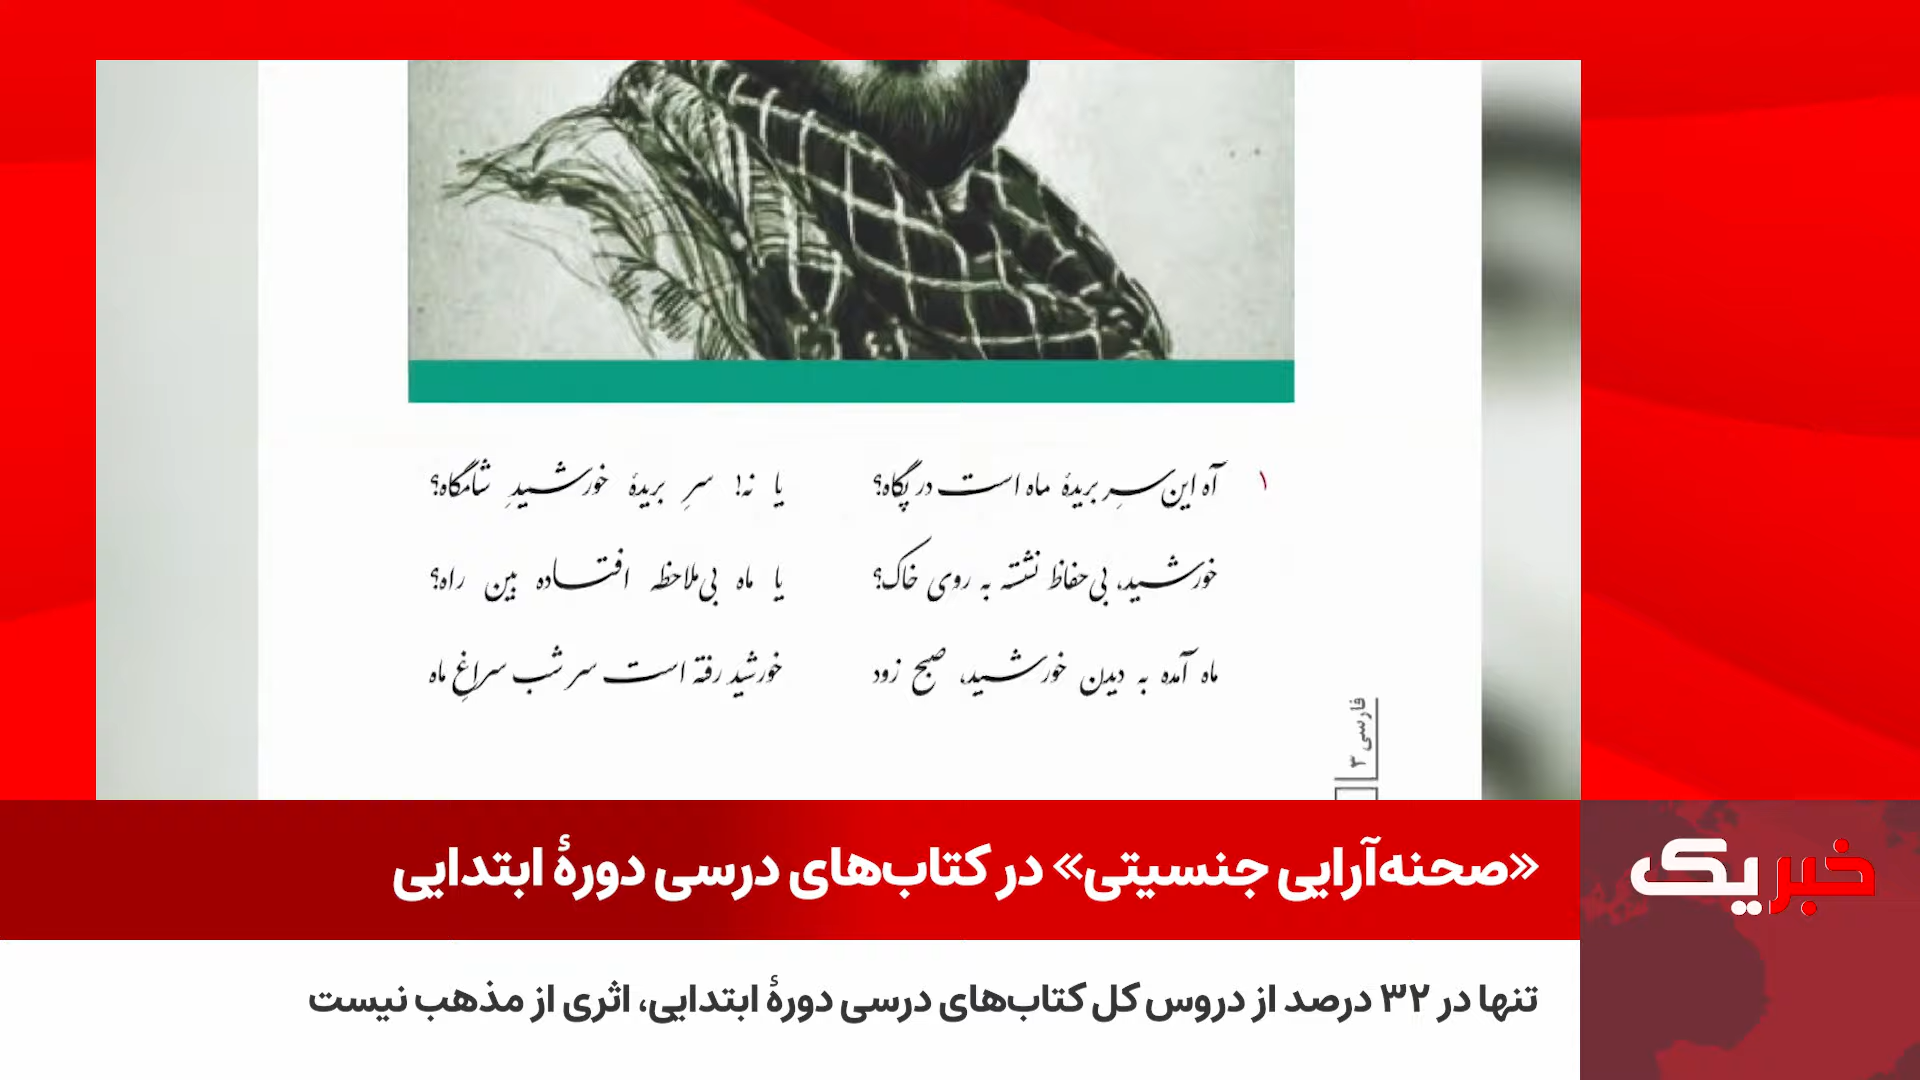 ۱ آه این سرِ بریدهٔ ماه است در پگاه؟ یا نه! سرِ بریدهٔ خورشیدِ شامگاه؟
خورشید، بی‌حفاظ نشسته به روی خاک؟ یا ماه بی‌ملاحظه افتاده بین راه؟
ماه آمده به دیدن خورشید، صبح زود خورشید رفته است سر شب سراغِ ماه
فارسی ۳
«صحنه‌آرایی جنسیتی» در کتاب‌های درسی دورهٔ ابتدایی
خبر یک
تنها در ۳۲ درصد از دروس کل کتاب‌های درسی دورهٔ ابتدایی، اثری از مذهب نیست